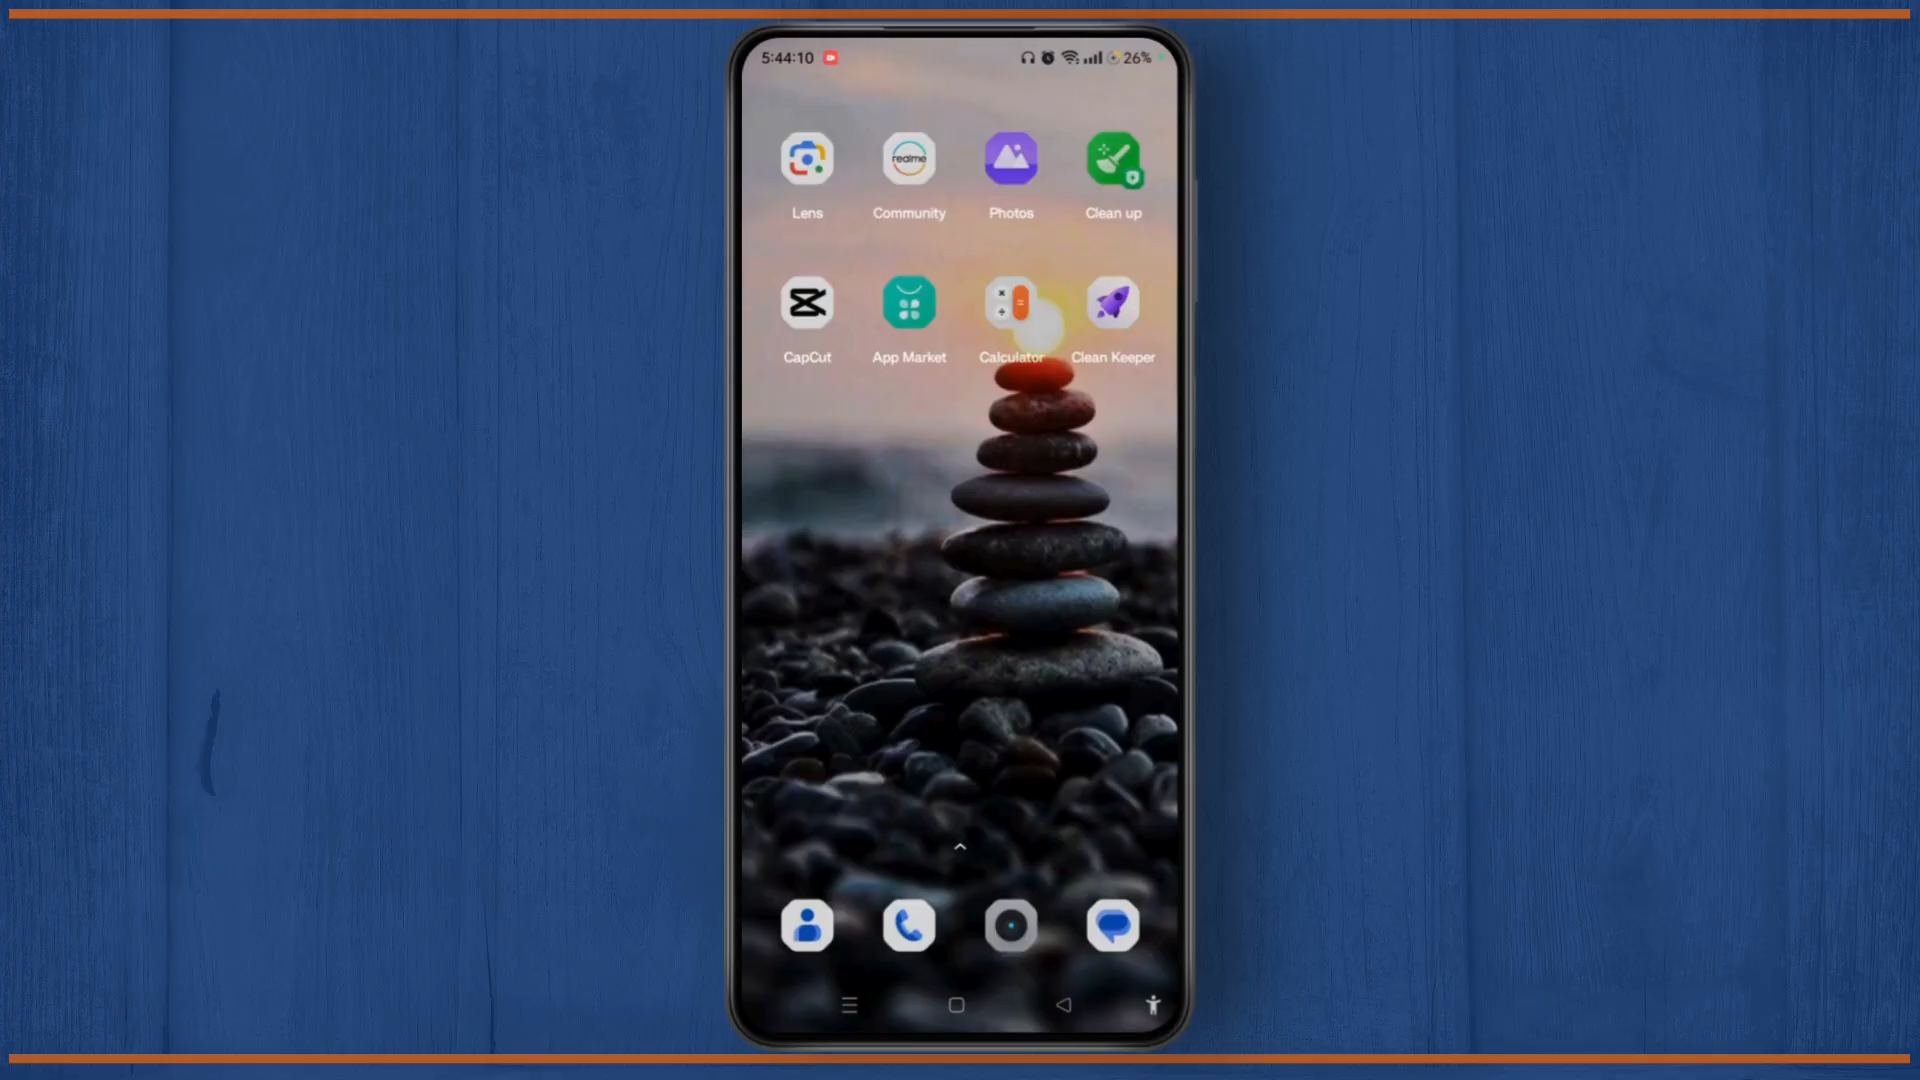 5:44:10 26%
realme
Lens Community Photos Clean up
CapCut App Market Calculator Clean Keeper